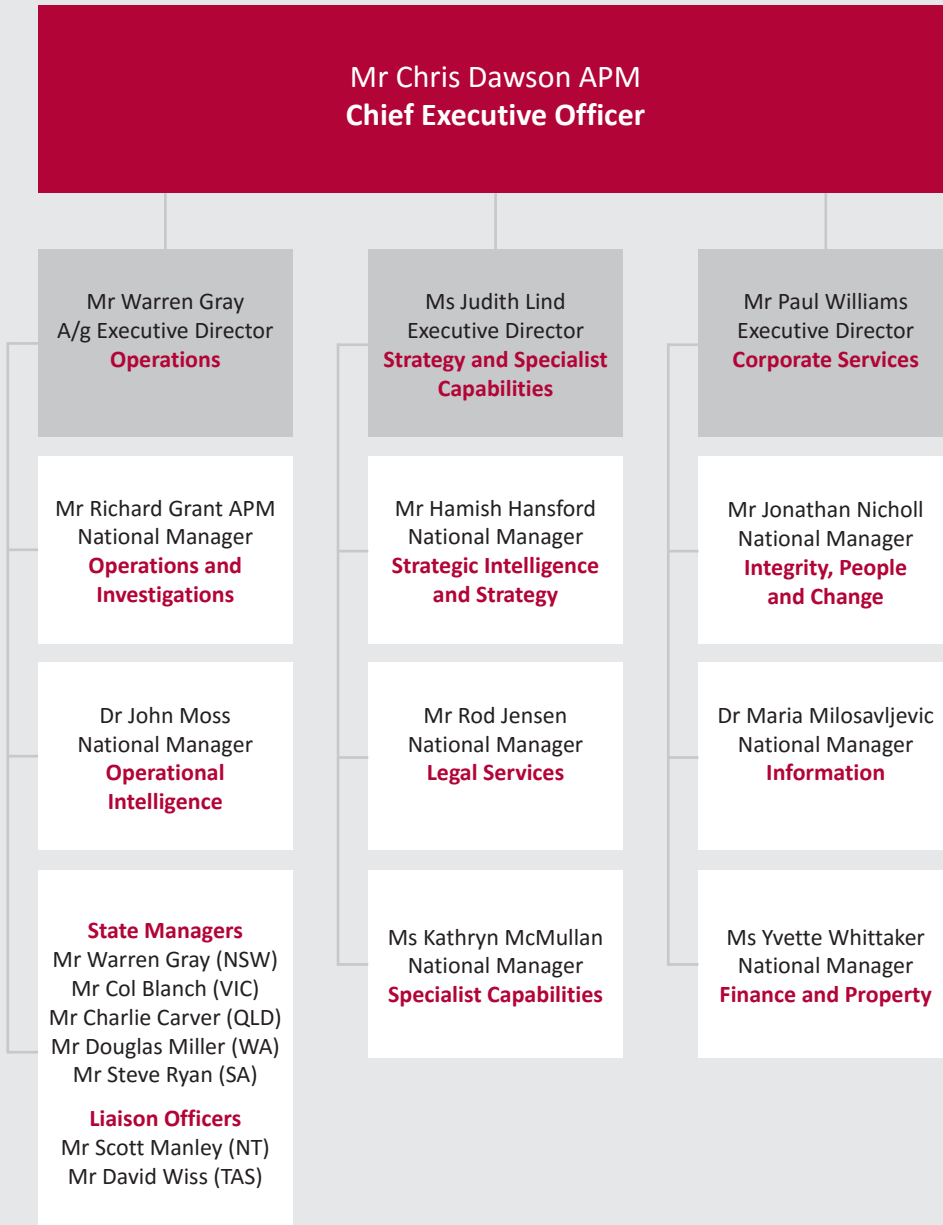 Mr Chris Dawson APM
Chief Executive Officer
Mr Warren Gray
A/g Executive Director
Operations
Mr Richard Grant APM
National Manager
Operations and
Investigations
Dr John Moss
National Manager
Operational
Intelligence
State Managers
Mr Warren Gray (NSW)
Mr Col Blanch (VIC)
Mr Charlie Carver (QLD)
Mr Douglas Miller (WA)
Mr Steve Ryan (SA)
Liaison Officers
Mr Scott Manley (NT)
Mr David Wiss (TAS)
Ms Judith Lind
Executive Director
Strategy and Specialist
Capabilities
Mr Hamish Hansford
National Manager
Strategic Intelligence
and Strategy
Mr Rod Jensen
National Manager
Legal Services
Ms Kathryn McMullan
National Manager
Specialist Capabilities
Mr Paul Williams
Executive Director
Corporate Services
Mr Jonathan Nicholl
National Manager
Integrity, People
and Change
Dr Maria Milosavljevic
National Manager
Information
Ms Yvette Whittaker
National Manager
Finance and Property